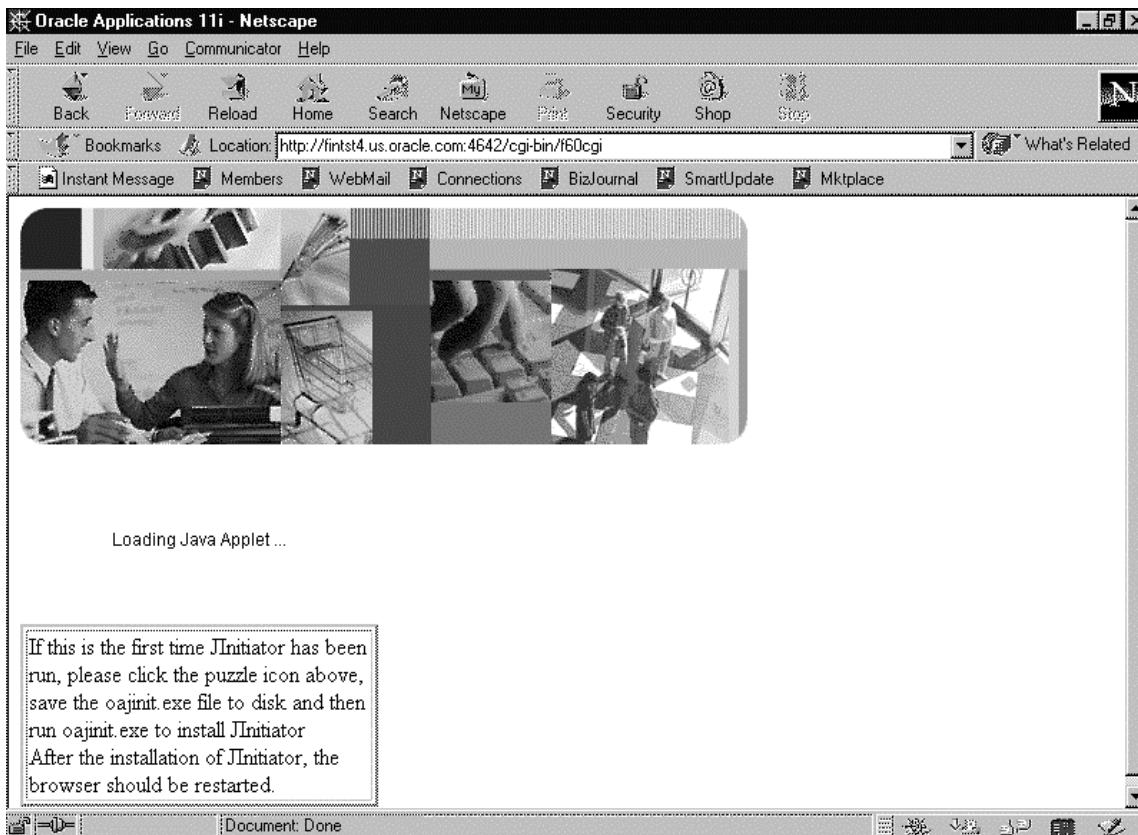 Oracle Applications 11i - Netscape
File Edit View Go Communicator Help
Back Forward Reload Home Search Netscape Print Security Shop Stop
My
N
Bookmarks Location: http://fintst4.us.oracle.com:4642/cgi-bin/f60cgi What's Related
Instant Message Members WebMail Connections BizJournal SmartUpdate Mktplace
Loading Java Applet ...
If this is the first time JInitiator has been
run, please click the puzzle icon above,
save the oajinit.exe file to disk and then
run oajinit.exe to install JInitiator
After the installation of JInitiator, the
browser should be restarted.
Document: Done